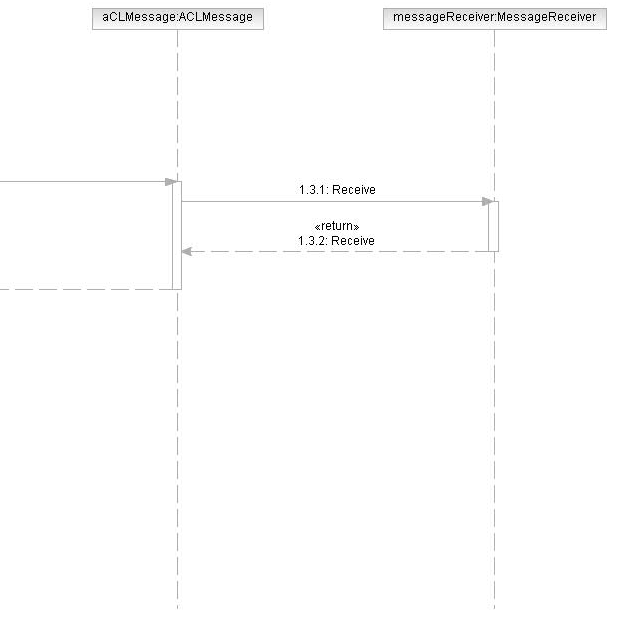 aCLMessage:ACLMessage
messageReceiver:MessageReceiver
1.3.1: Receive
«return»
1.3.2: Receive